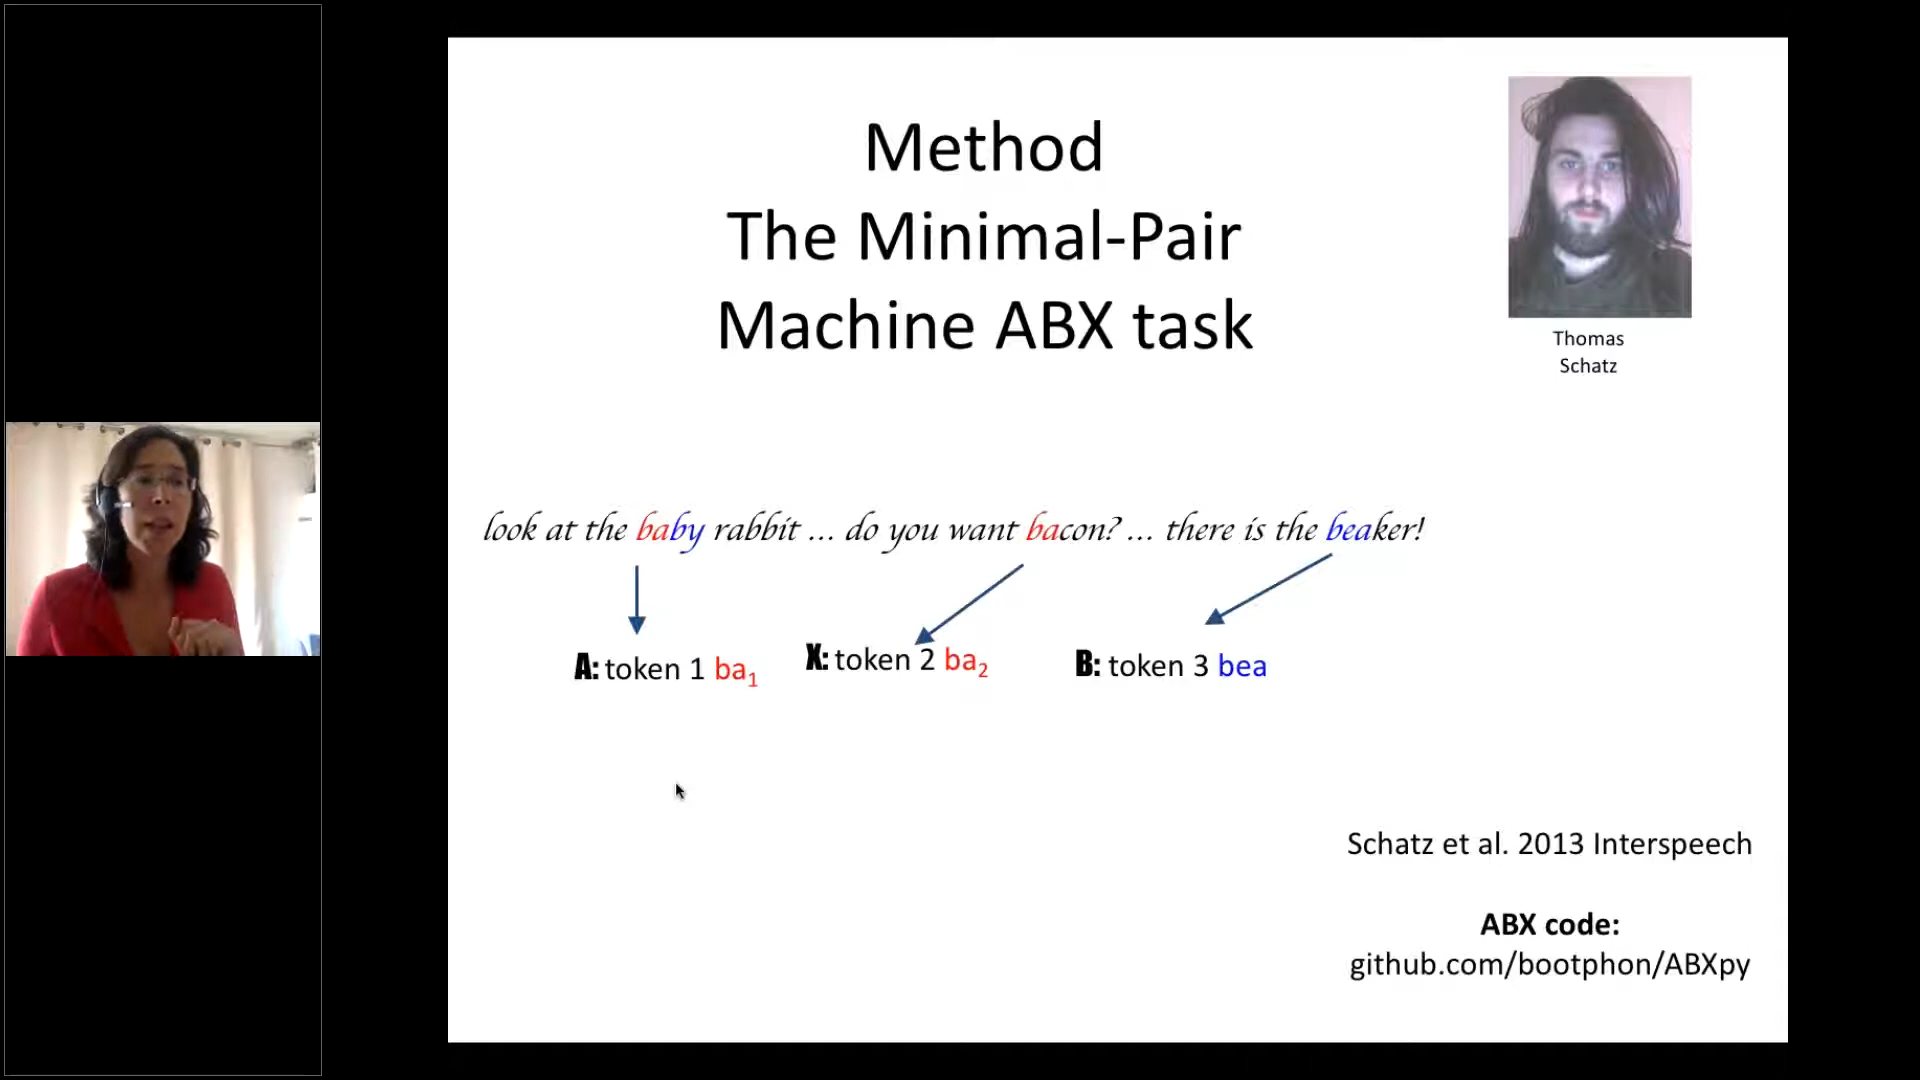 Method
The Minimal-Pair
Machine ABX task
Thomas
Schatz
look at the baby rabbit ... do you want bacon? ... there is the beaker!
A: token 1 ba1
X: token 2 ba2
B: token 3 bea
Schatz et al. 2013 Interspeech
ABX code:
github.com/bootphon/ABXpy